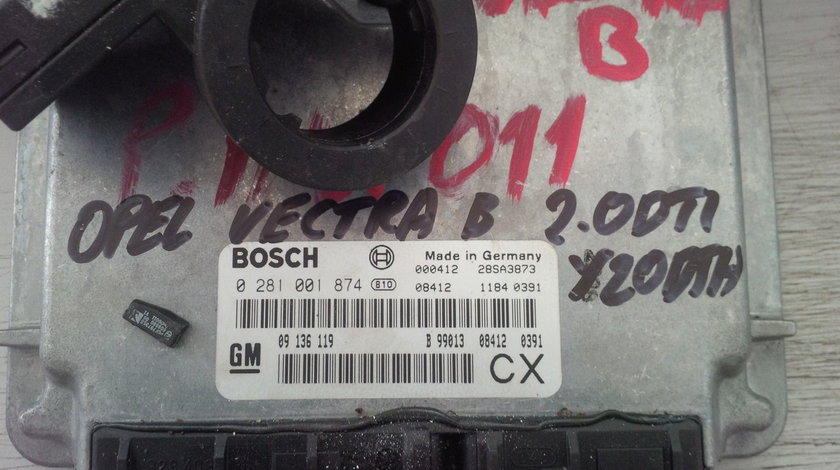 B
011
OPEL VECTRA B 2.0DTI
Y20DTH
BOSCH
Made in Germany
000412 28SA3873
0 281 001 874 B10 08412 1184 0391
09 136 119 B 99013 08412 0391
GM
CX